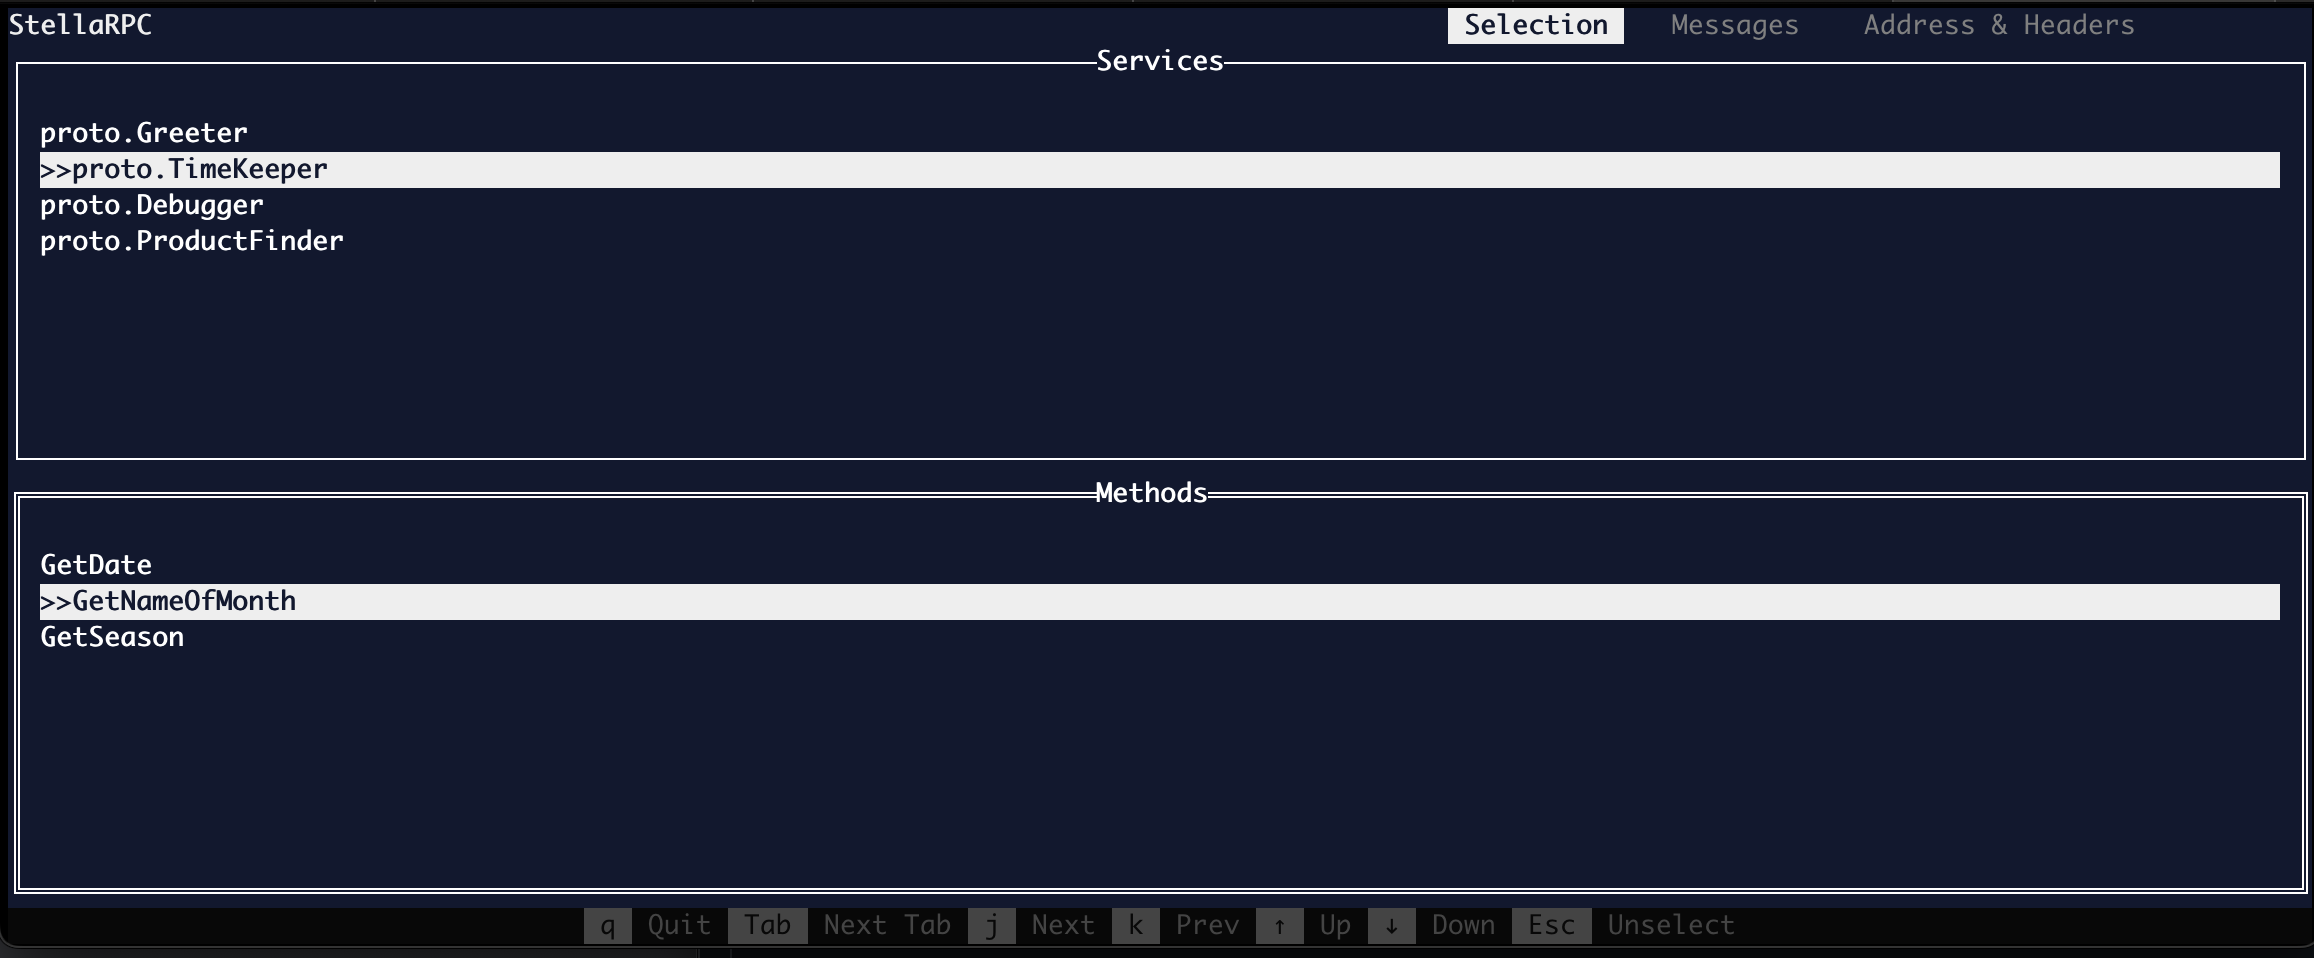 StellaRPC Selection Messages Address & Headers
Services
proto.Greeter
>>proto.TimeKeeper
proto.Debugger
proto.ProductFinder
Methods
GetDate
>>GetNameOfMonth
GetSeason
q Quit Tab Next Tab j Next k Prev ↑ Up ↓ Down Esc Unselect